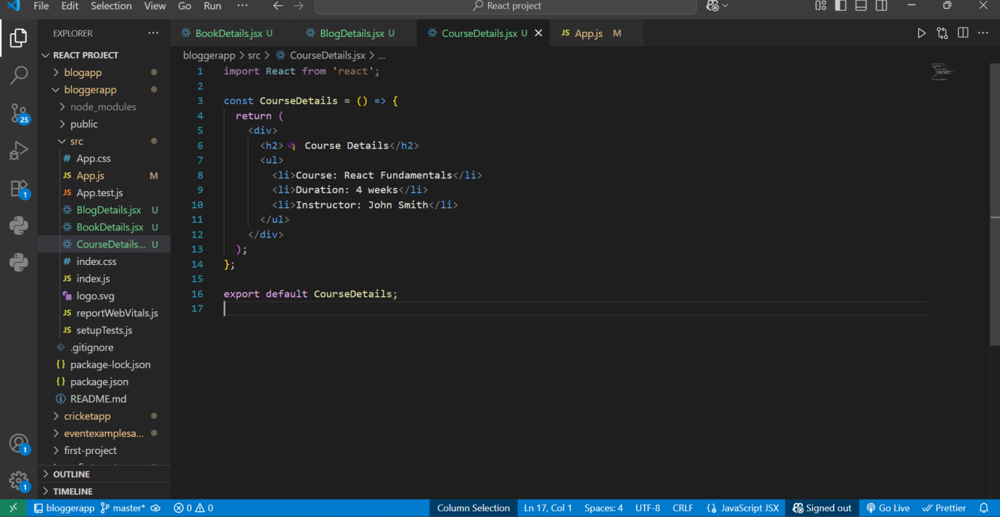 File Edit Selection View Go Run ··· React project
EXPLORER ···
REACT PROJECT
blogapp
bloggerapp
node_modules
public
src
# App.css
JS App.js M
JS App.test.js
BlogDetails.jsx U
BookDetails.jsx U
CourseDetails... U
# index.css
JS index.js
logo.svg
JS reportWebVitals.js
JS setupTests.js
.gitignore
{} package-lock.json
{} package.json
README.md
cricketapp
eventexamplesa...
first-project
OUTLINE
TIMELINE
25
1
1
1
BookDetails.jsx U BlogDetails.jsx U CourseDetails.jsx U JS App.js M
bloggerapp > src > CourseDetails.jsx > ...
1 import React from 'react';
2
3 const CourseDetails = () => {
4 return (
5 <div>
6 <h2> Course Details</h2>
7 <ul>
8 <li>Course: React Fundamentals</li>
9 <li>Duration: 4 weeks</li>
10 <li>Instructor: John Smith</li>
11 </ul>
12 </div>
13 );
14 };
15
16 export default CourseDetails;
17
bloggerapp master* 0 0 Column Selection Ln 17, Col 1 Spaces: 4 UTF-8 CRLF {} JavaScript JSX Signed out Go Live Prettier